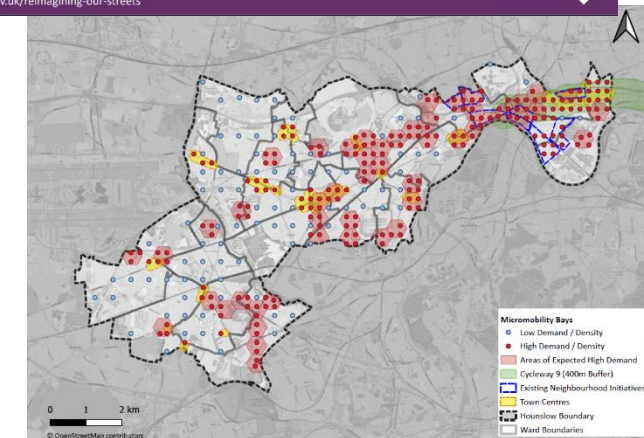 v.uk/reimagining-our-streets
Micromobility Bays
Low Demand / Density
High Demand / Density
Areas of Expected High Demand
Cycleway 9 (400m Buffer)
Existing Neighbourhood Initiatives
Town Centres
Hounslow Boundary
Ward Boundaries
0 1 2 km
© OpenStreetMap contributors